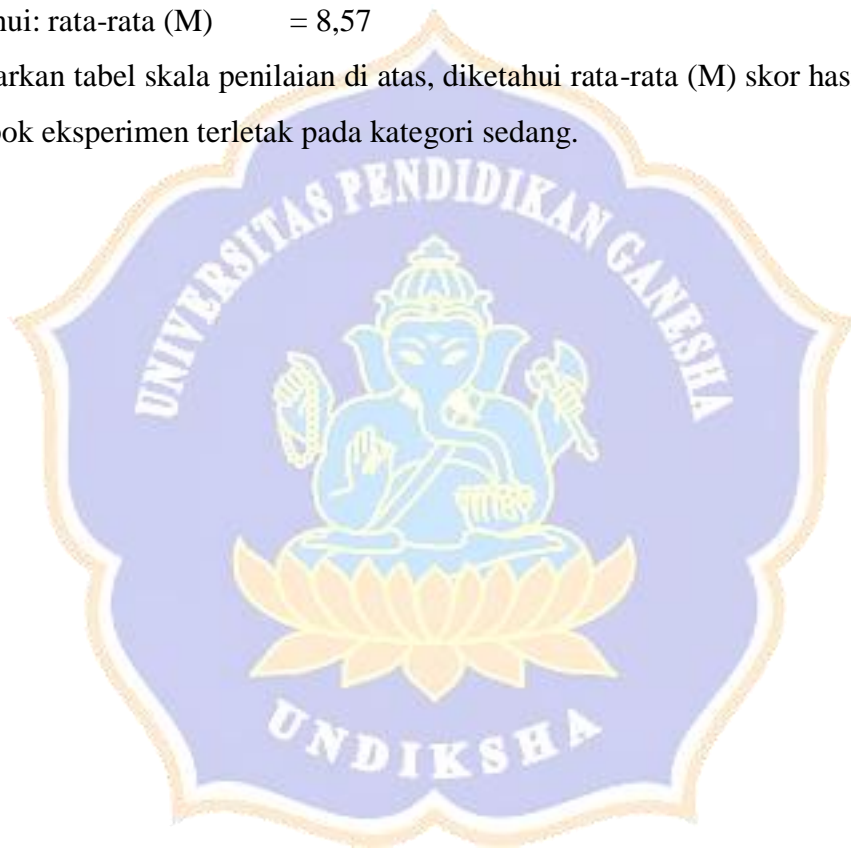 nui: rata-rata (M) = 8,57
arkan tabel skala penilaian di atas, diketahui rata-rata (M) skor has
ok eksperimen terletak pada kategori sedang.
UNIVERSITAS PENDIDIKAN GANESHA
UNDIKSHA